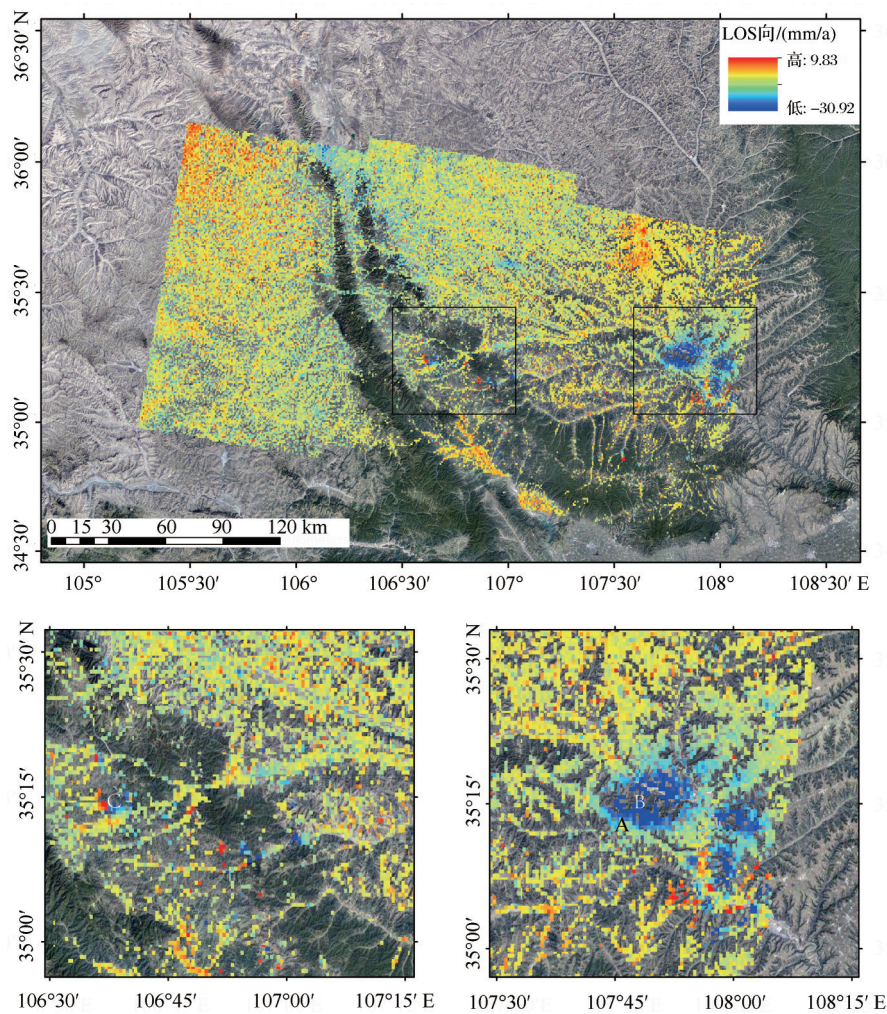 36°30′ N
36°00′
35°30′
35°00′
34°30′
LOS向/(mm/a)
高: 9.83
低: −30.92
0 15 30 60 90 120 km
105° 105°30′ 106° 106°30′ 107° 107°30′ 108° 108°30′ E
35°30′ N
35°15′
35°00′
C
106°30′ 106°45′ 107°00′ 107°15′ E
35°30′ N
35°15′
35°00′
B
A
107°30′ 107°45′ 108°00′ 108°15′ E